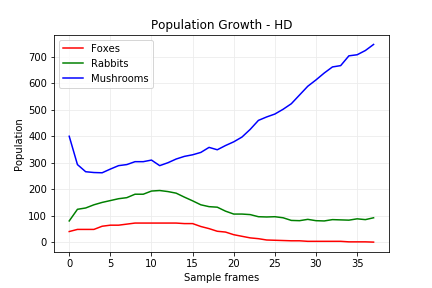 Population Growth - HD
Foxes
Rabbits
Mushrooms
Population
700
600
500
400
300
200
100
0
0 5 10 15 20 25 30 35
Sample frames